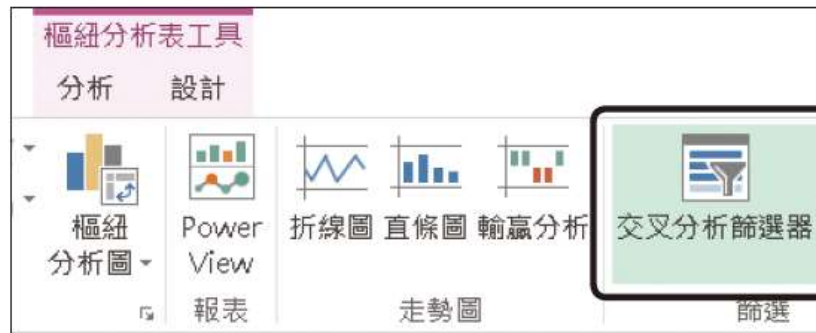 樞紐分析表工具
分析 設計
樞紐
分析圖
Power
View
折線圖 直條圖 輸贏分析 交叉分析篩選器
報表 走勢圖 篩選